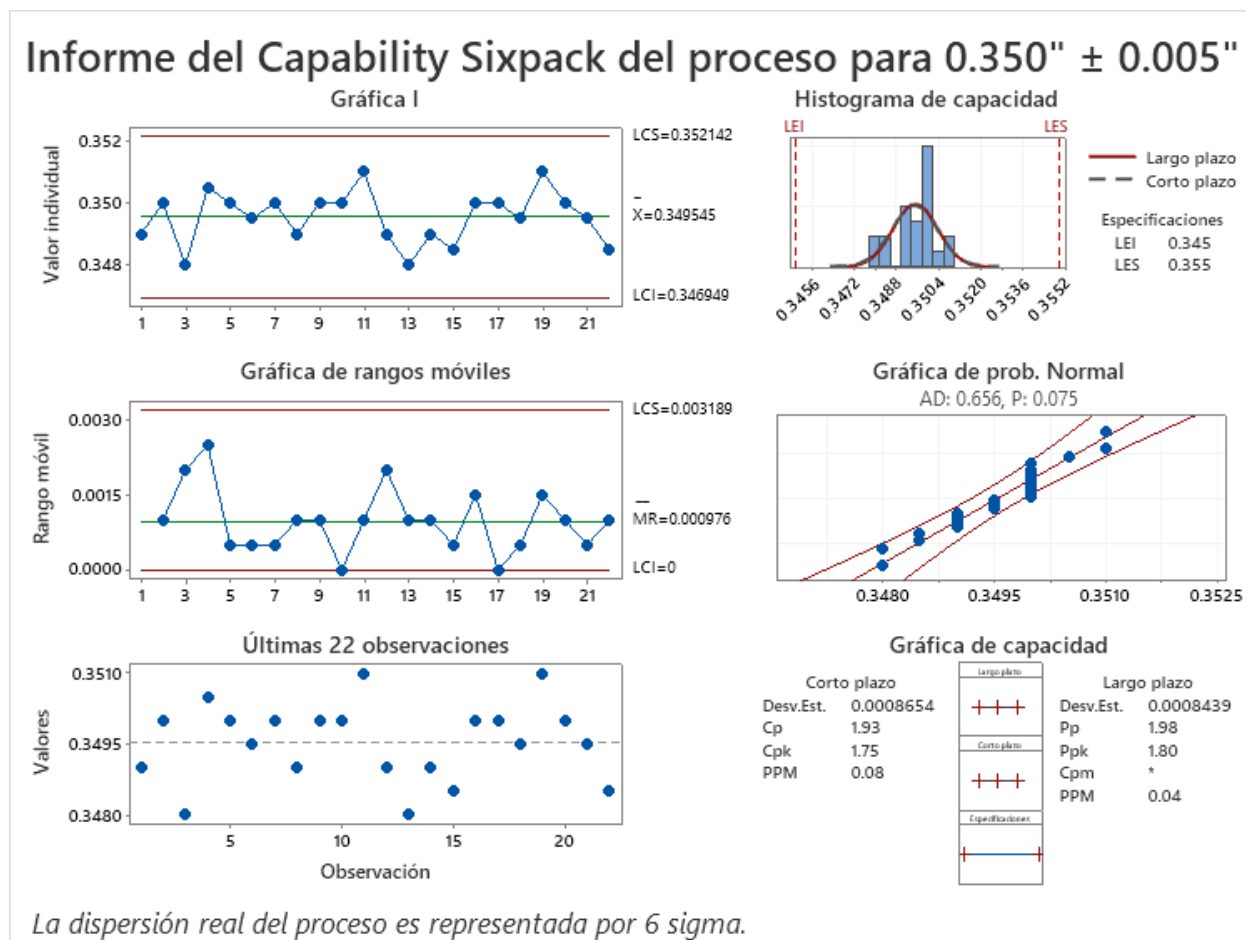 Informe del Capability Sixpack del proceso para 0.350" ± 0.005"
Gráfica I
Valor individual
0.352
0.350
0.348
1 3 5 7 9 11 13 15 17 19 21
LCS=0.352142
_
X=0.349545
LCI=0.346949
Histograma de capacidad
LEI LES
0.3456 0.3472 0.3488 0.3504 0.3520 0.3536 0.3552
Largo plazo
Corto plazo
Especificaciones
LEI 0.345
LES 0.355
Gráfica de rangos móviles
Rango móvil
0.0030
0.0015
0.0000
1 3 5 7 9 11 13 15 17 19 21
LCS=0.003189
__
MR=0.000976
LCI=0
Gráfica de prob. Normal
AD: 0.656, P: 0.075
0.3480 0.3495 0.3510 0.3525
Últimas 22 observaciones
Valores
0.3510
0.3495
0.3480
5 10 15 20
Observación
Gráfica de capacidad
Corto plazo
Desv.Est. 0.0008654
Cp 1.93
Cpk 1.75
PPM 0.08
Largo plazo
Corto plazo
Especificaciones
Largo plazo
Desv.Est. 0.0008439
Pp 1.98
Ppk 1.80
Cpm *
PPM 0.04
La dispersión real del proceso es representada por 6 sigma.